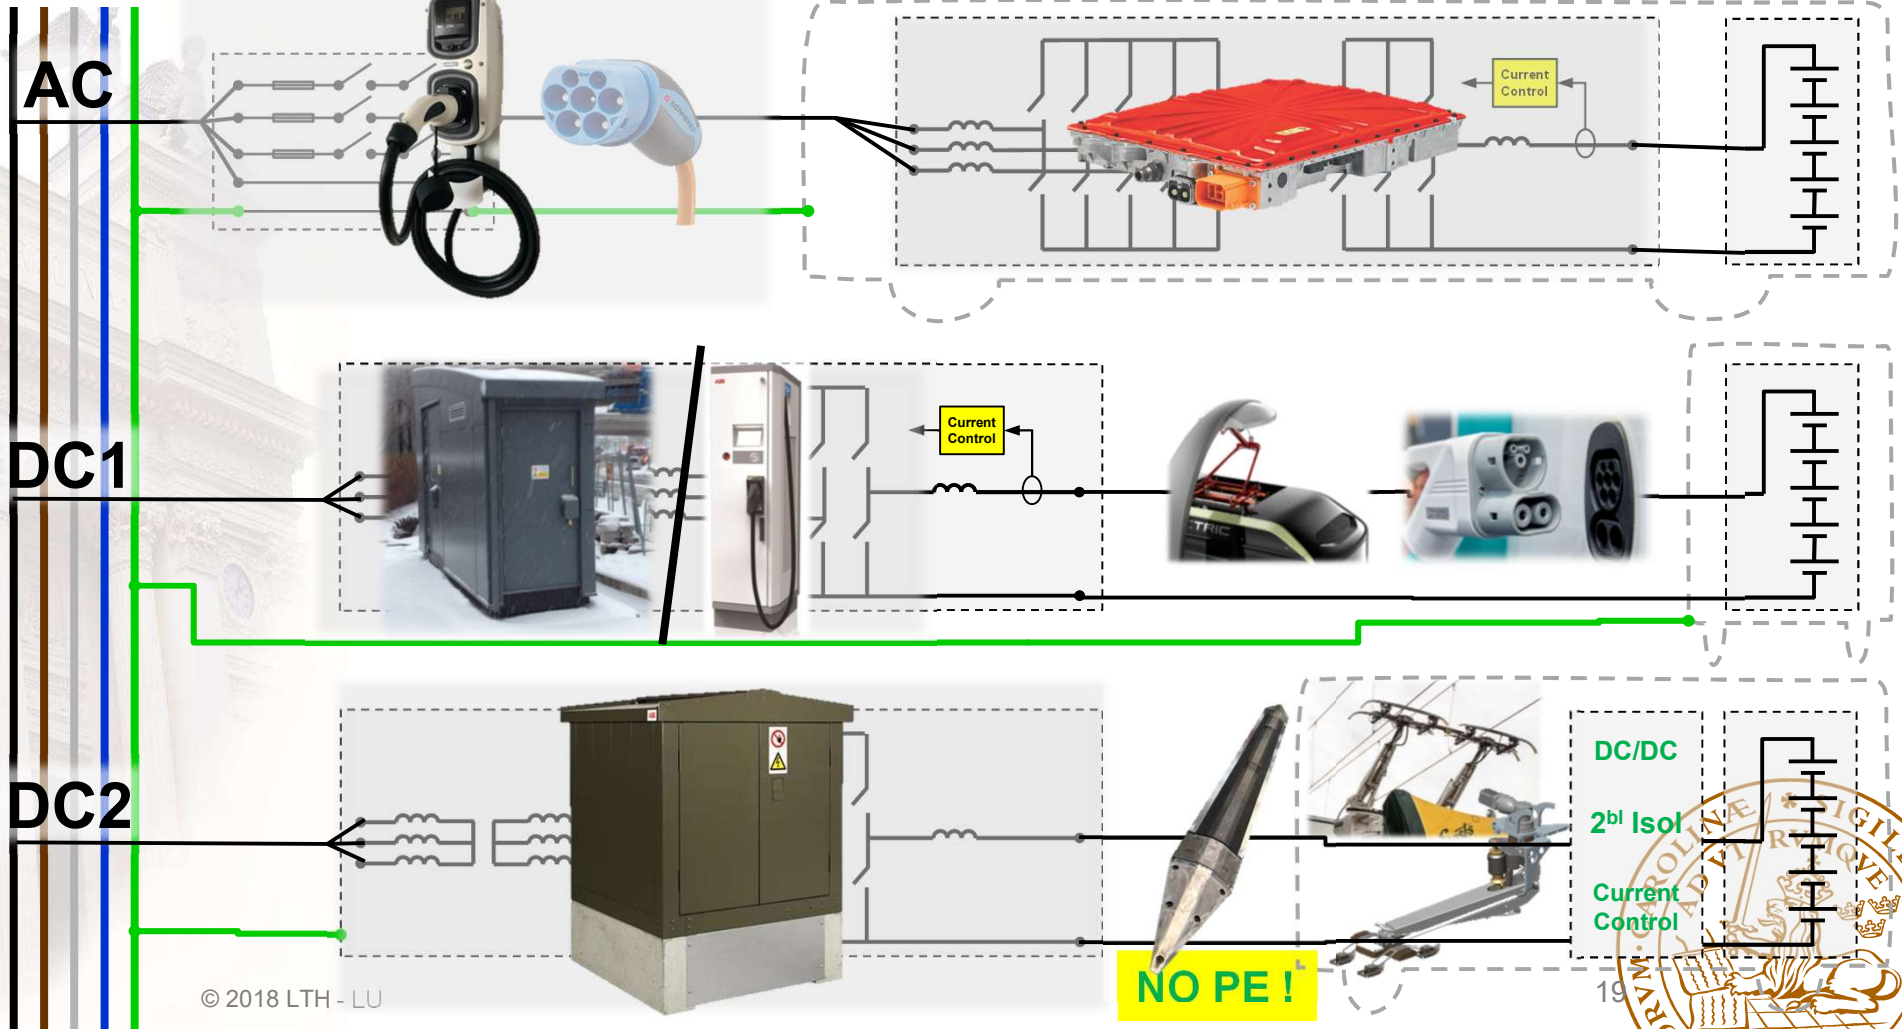 AC
Current
Control
DC1
Current
Control
CTRIC
DC2
DC/DC
2bl Isol
Current
Control
NO PE !
© 2018 LTH - LU
19